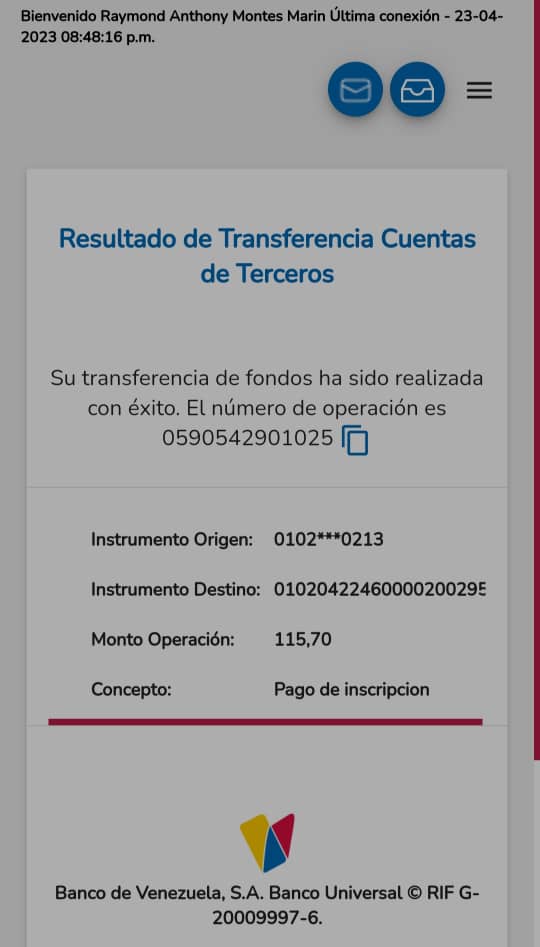 Bienvenido Raymond Anthony Montes Marin Última conexión - 23-04-
2023 08:48:16 p.m.
Resultado de Transferencia Cuentas
de Terceros
Su transferencia de fondos ha sido realizada
con éxito. El número de operación es
0590542901025
Instrumento Origen: 0102***0213
Instrumento Destino: 01020422460000200295
Monto Operación: 115,70
Concepto: Pago de inscripcion
Banco de Venezuela, S.A. Banco Universal © RIF G-
20009997-6.